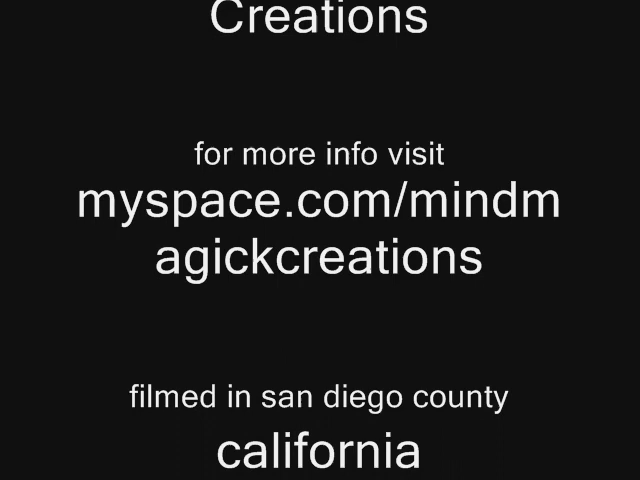 Creations
for more info visit
myspace.com/mindm
agickcreations
filmed in san diego county
california